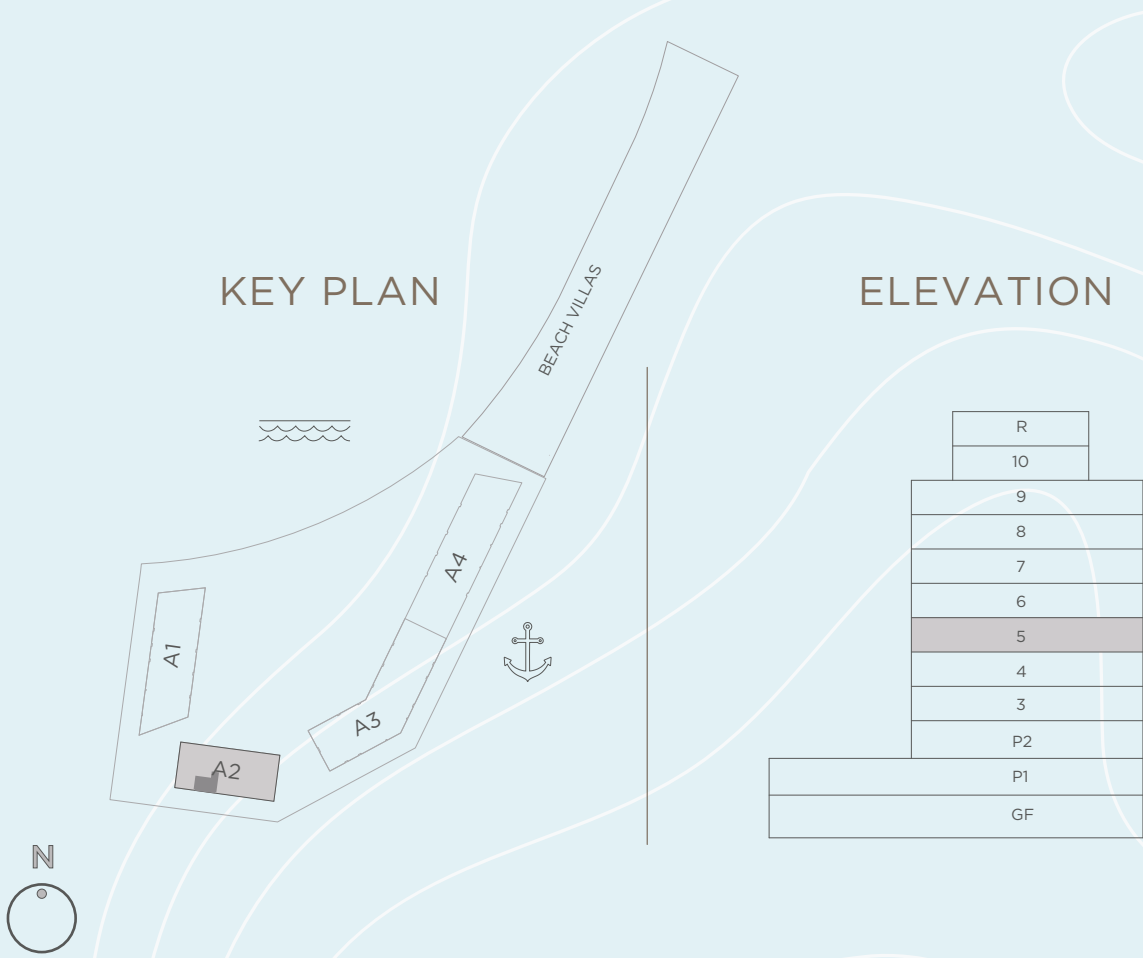 KEY PLAN
BEACH VILLAS
A1
A2
A3
A4
N
ELEVATION
R
10
9
8
7
6
5
4
3
P2
P1
GF